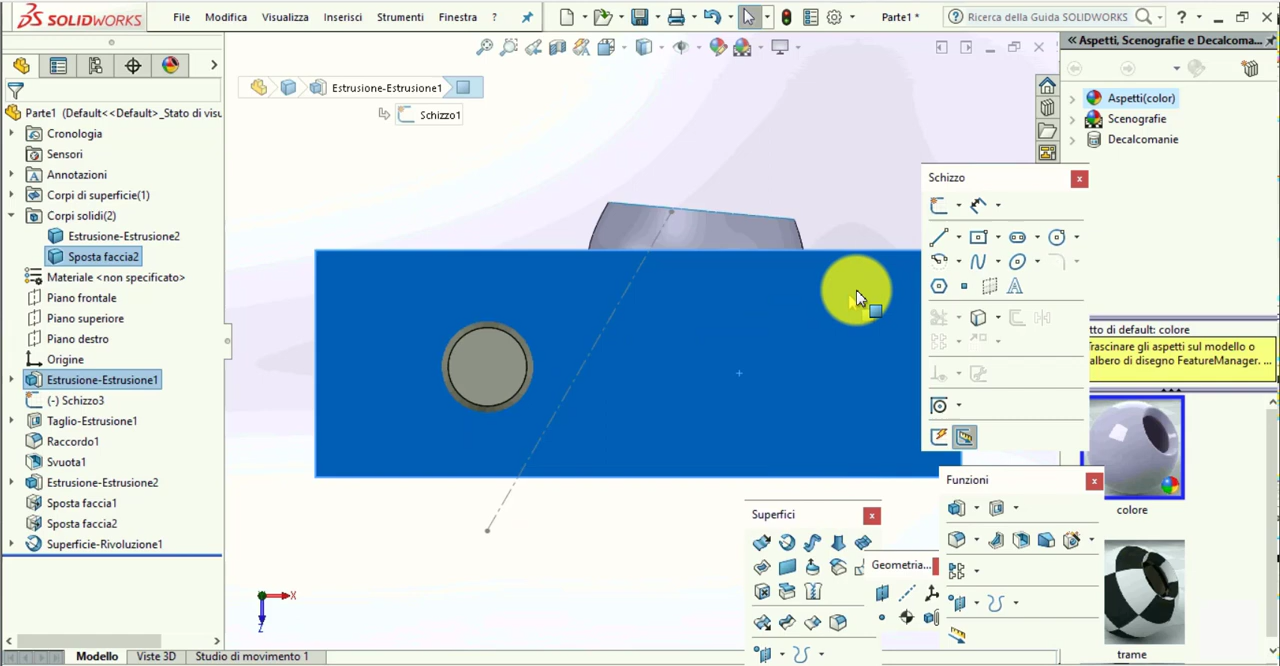 SOLIDWORKS
File Modifica Visualizza Inserisci Strumenti Finestra ?
Parte1 *
Ricerca della Guida SOLIDWORKS
?
Aspetti, Scenografie e Decalcoma...
Estrusione-Estrusione1
Schizzo1
Parte1 (Default<<Default>_Stato di visu
Cronologia
Sensori
Annotazioni
Corpi di superficie(1)
Corpi solidi(2)
Estrusione-Estrusione2
Sposta faccia2
Materiale <non specificato>
Piano frontale
Piano superiore
Piano destro
Origine
Estrusione-Estrusione1
(-) Schizzo3
Taglio-Estrusione1
Raccordo1
Svuota1
Estrusione-Estrusione2
Sposta faccia1
Sposta faccia2
Superficie-Rivoluzione1
Aspetti(color)
Scenografie
Decalcomanie
Schizzo
Funzioni
Superfici
Geometria...
tto di default: colore
Trascinare gli aspetti sul modello o
albero di disegno FeatureManager. ...
colore
trame
X
Z
Modello Viste 3D Studio di movimento 1